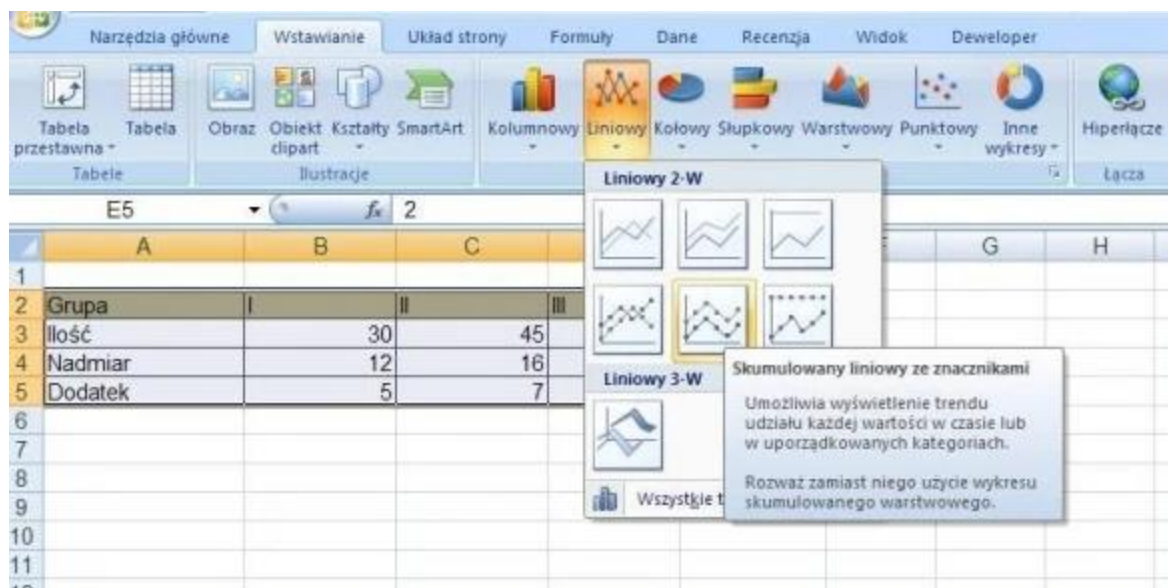 Narzędzia główne Wstawianie Układ strony Formuły Dane Recenzja Widok Deweloper
Tabela przestawna Tabela Obraz Obiekt clipart Kształty SmartArt Kolumnowy Liniowy Kołowy Słupkowy Warstwowy Punktowy Inne wykresy Hiperłącze
Tabele Ilustracje Łącza
Liniowy 2-W
E5 fx 2
A B C G H
1
2 Grupa I II III
3 Ilość 30 45
4 Nadmiar 12 16
5 Dodatek 5 7
6
7
8
9
10
11
Liniowy 3-W
Wszystkie t
Skumulowany liniowy ze znacznikami
Umożliwia wyświetlenie trendu
udziału każdej wartości w czasie lub
w uporządkowanych kategoriach.
Rozważ zamiast niego użycie wykresu
skumulowanego warstwowego.